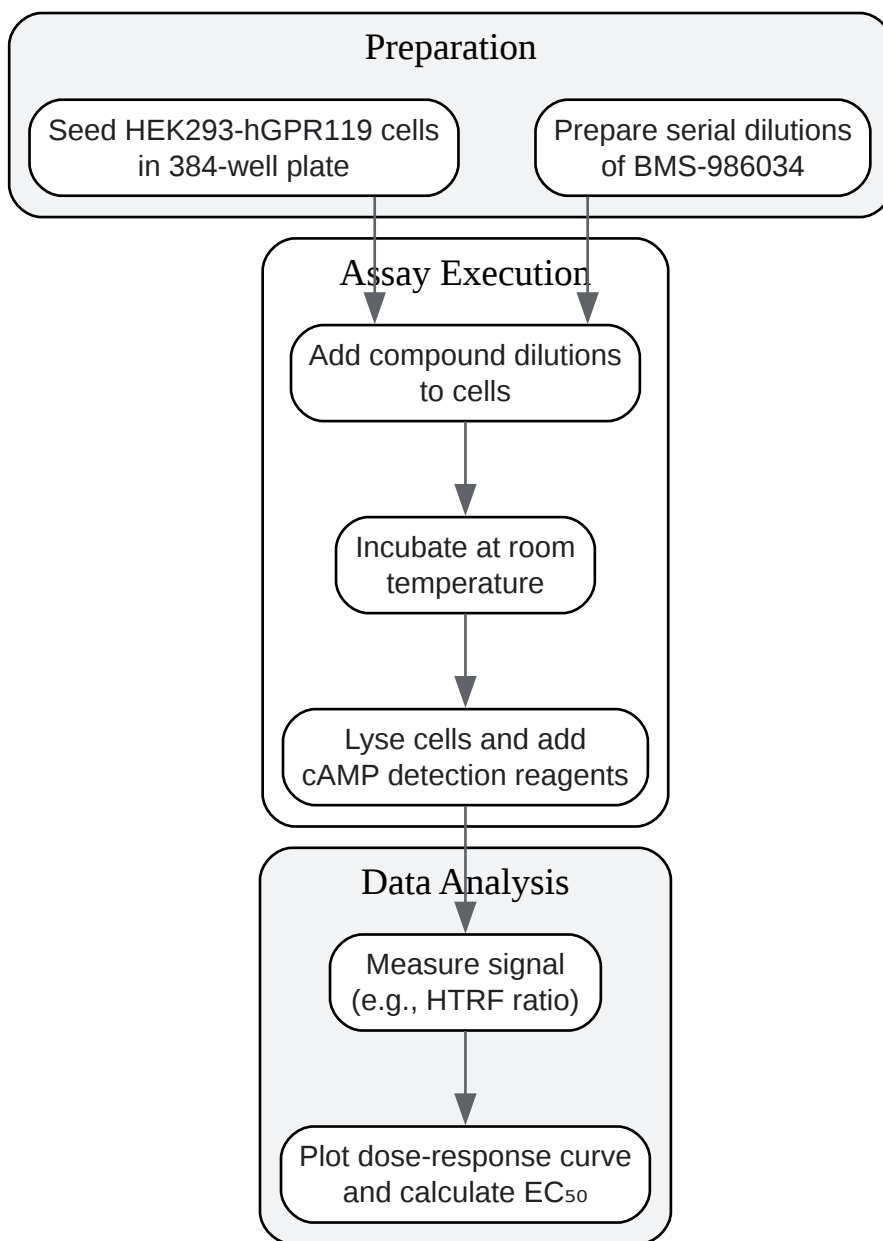 Preparation
Seed HEK293-hGPR119 cells
in 384-well plate
Prepare serial dilutions
of BMS-986034
Assay Execution
Add compound dilutions
to cells
Incubate at room
temperature
Lyse cells and add
cAMP detection reagents
Data Analysis
Measure signal
(e.g., HTRF ratio)
Plot dose-response curve
and calculate EC₅₀